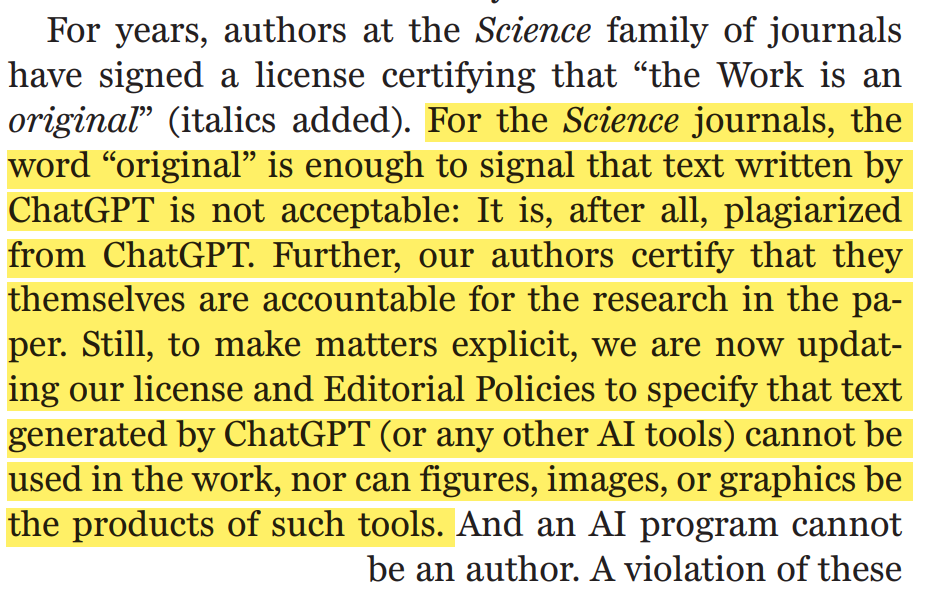 For years, authors at the Science family of journals
have signed a license certifying that “the Work is an
original” (italics added). For the Science journals, the
word “original” is enough to signal that text written by
ChatGPT is not acceptable: It is, after all, plagiarized
from ChatGPT. Further, our authors certify that they
themselves are accountable for the research in the pa-
per. Still, to make matters explicit, we are now updat-
ing our license and Editorial Policies to specify that text
generated by ChatGPT (or any other AI tools) cannot be
used in the work, nor can figures, images, or graphics be
the products of such tools. And an AI program cannot
be an author. A violation of these